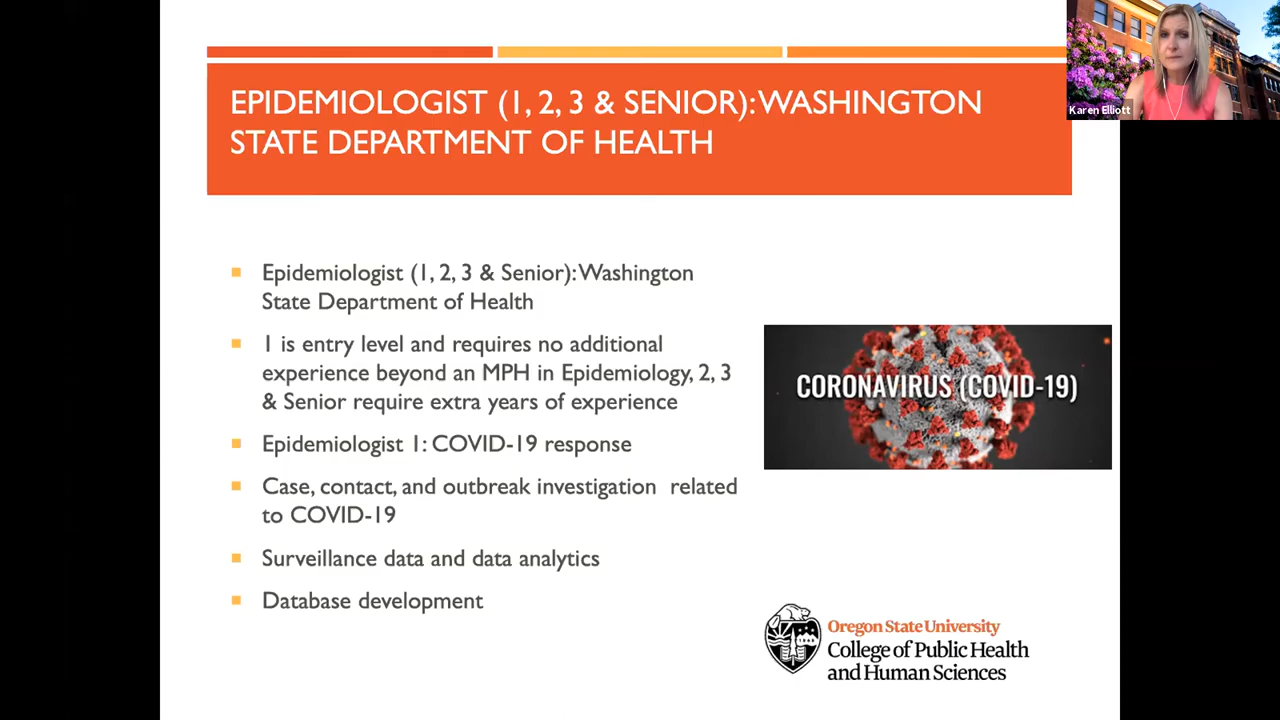 EPIDEMIOLOGIST (1, 2, 3 & SENIOR): WASHINGTON
STATE DEPARTMENT OF HEALTH
Karen Elliott
Epidemiologist (1, 2, 3 & Senior): Washington
State Department of Health
1 is entry level and requires no additional
experience beyond an MPH in Epidemiology, 2, 3
& Senior require extra years of experience
Epidemiologist 1: COVID-19 response
Case, contact, and outbreak investigation related
to COVID-19
Surveillance data and data analytics
Database development
CORONAVIRUS (COVID-19)
Oregon State University
College of Public Health
and Human Sciences